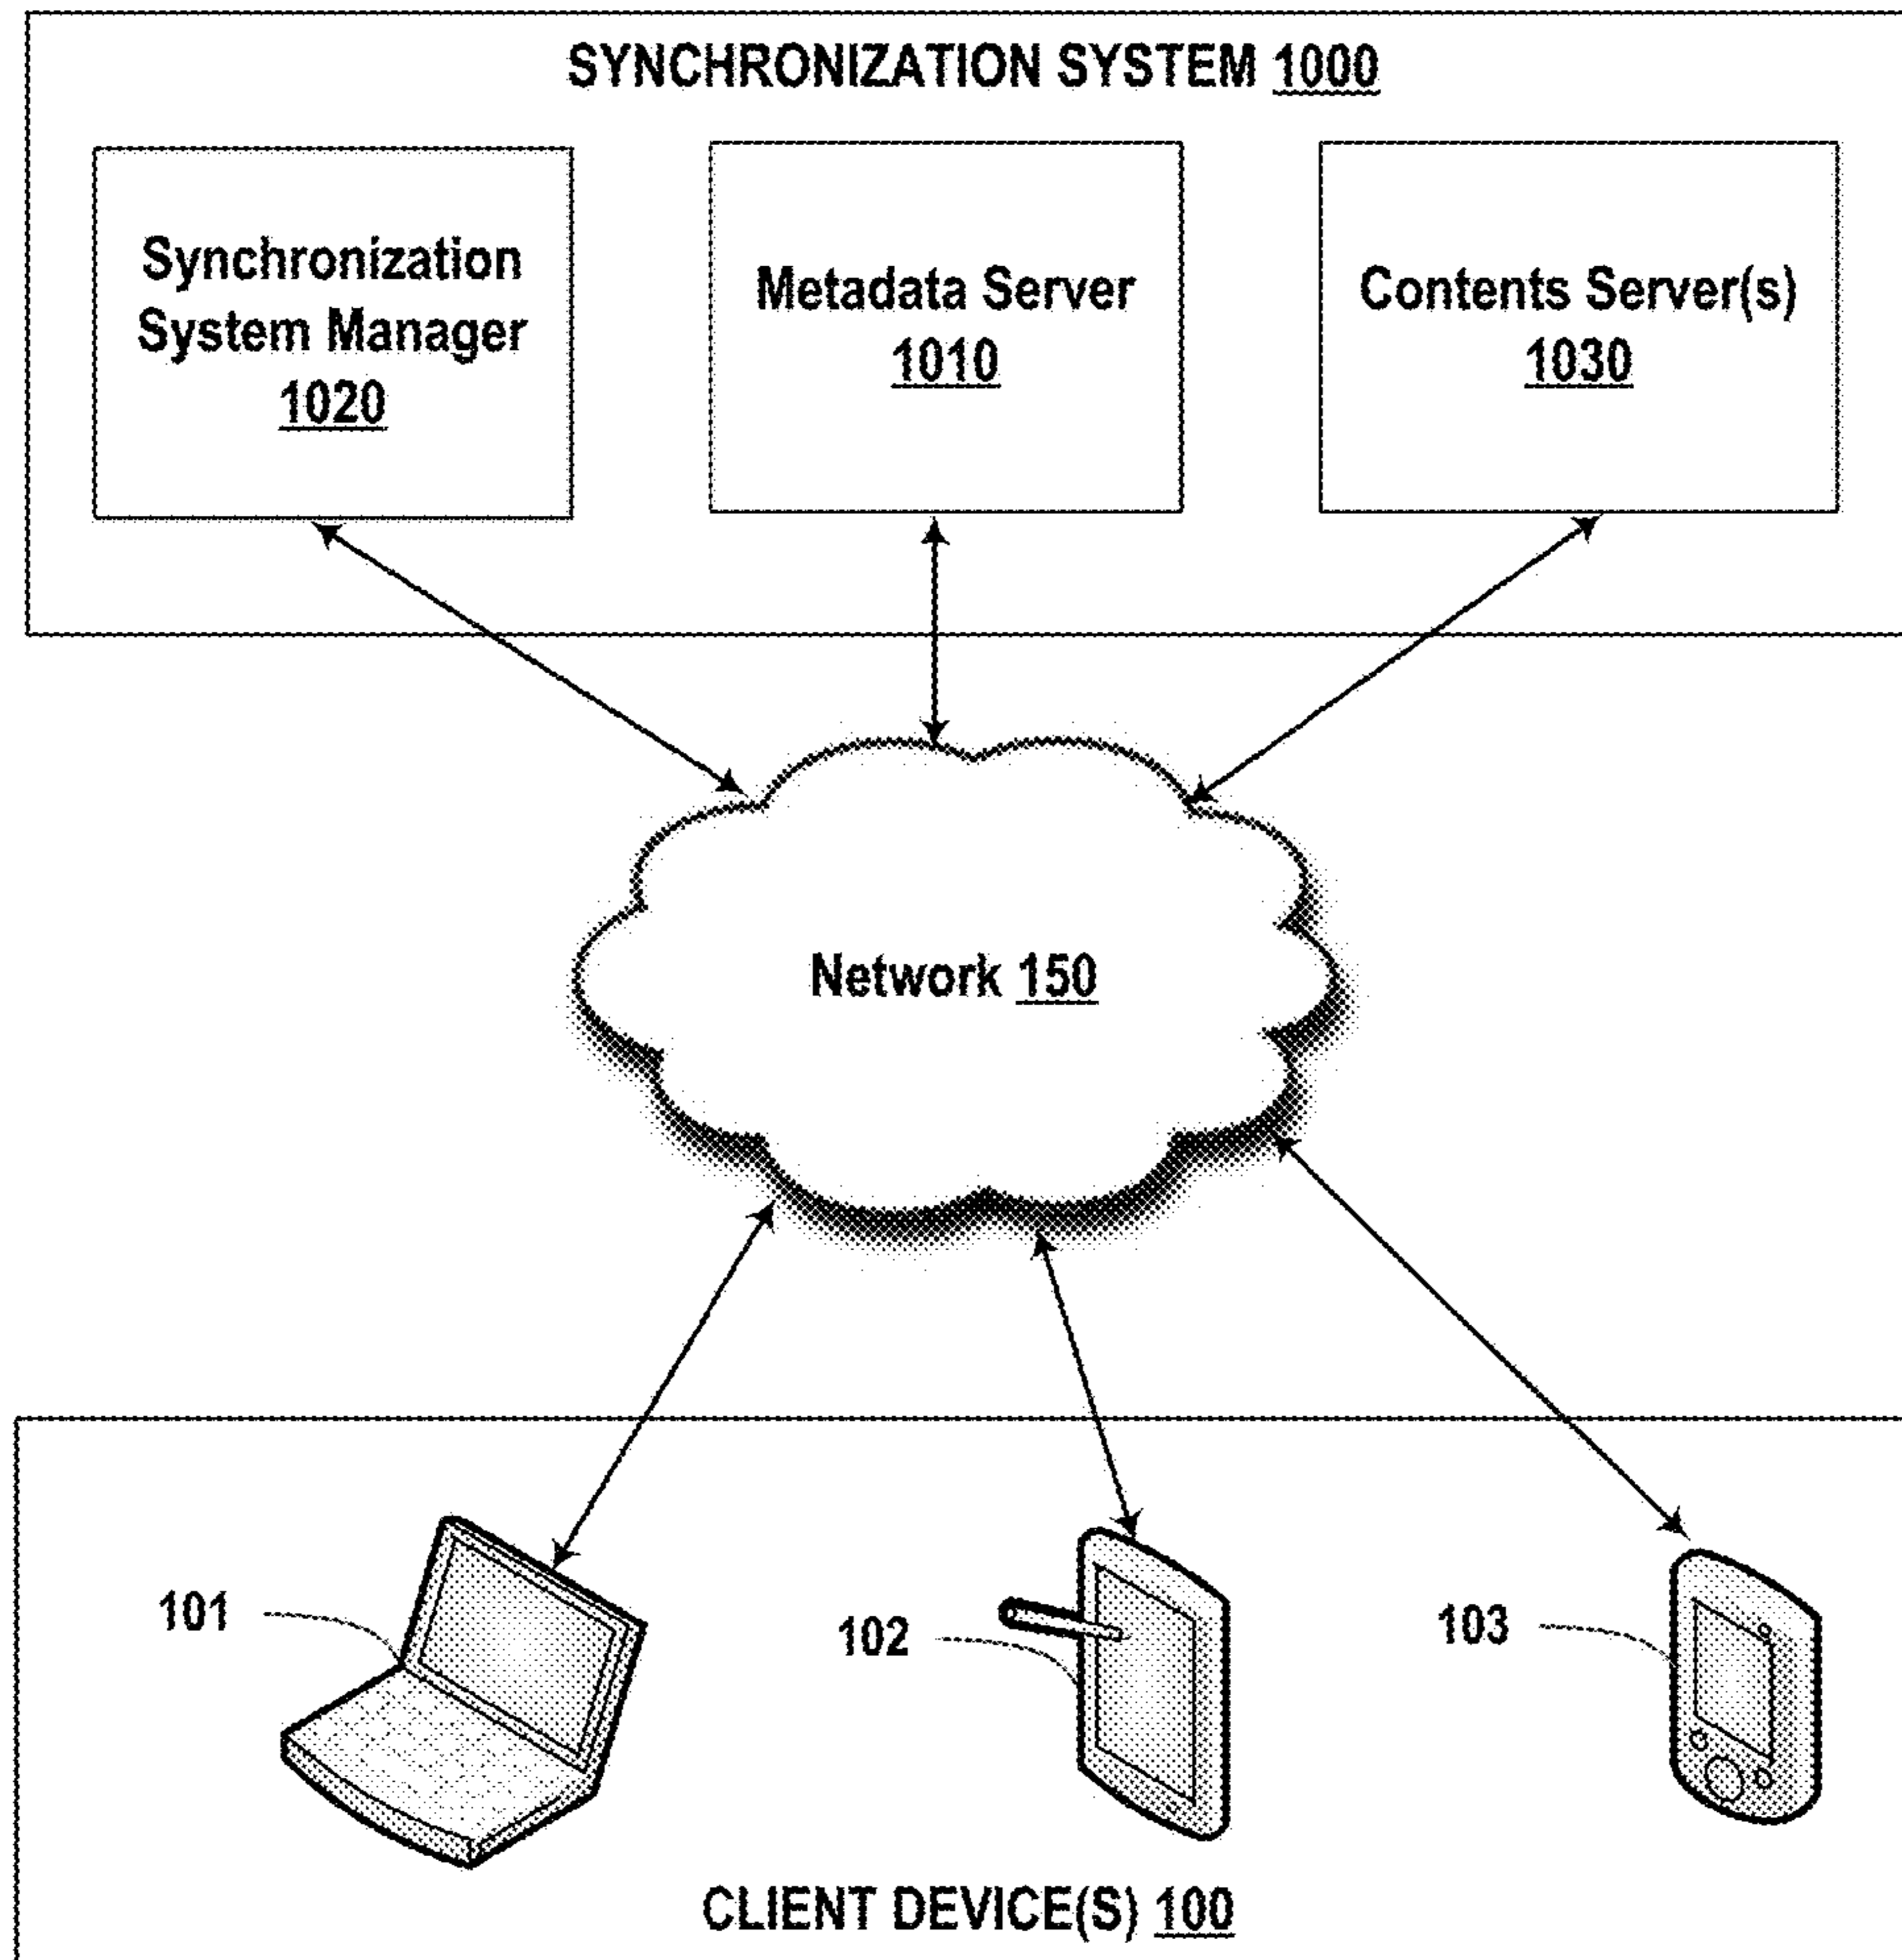 SYNCHRONIZATION SYSTEM 1000
Synchronization
System Manager
1020
Metadata Server
1010
Contents Server(s)
1030
Network 150
101
102
103
CLIENT DEVICE(S) 100